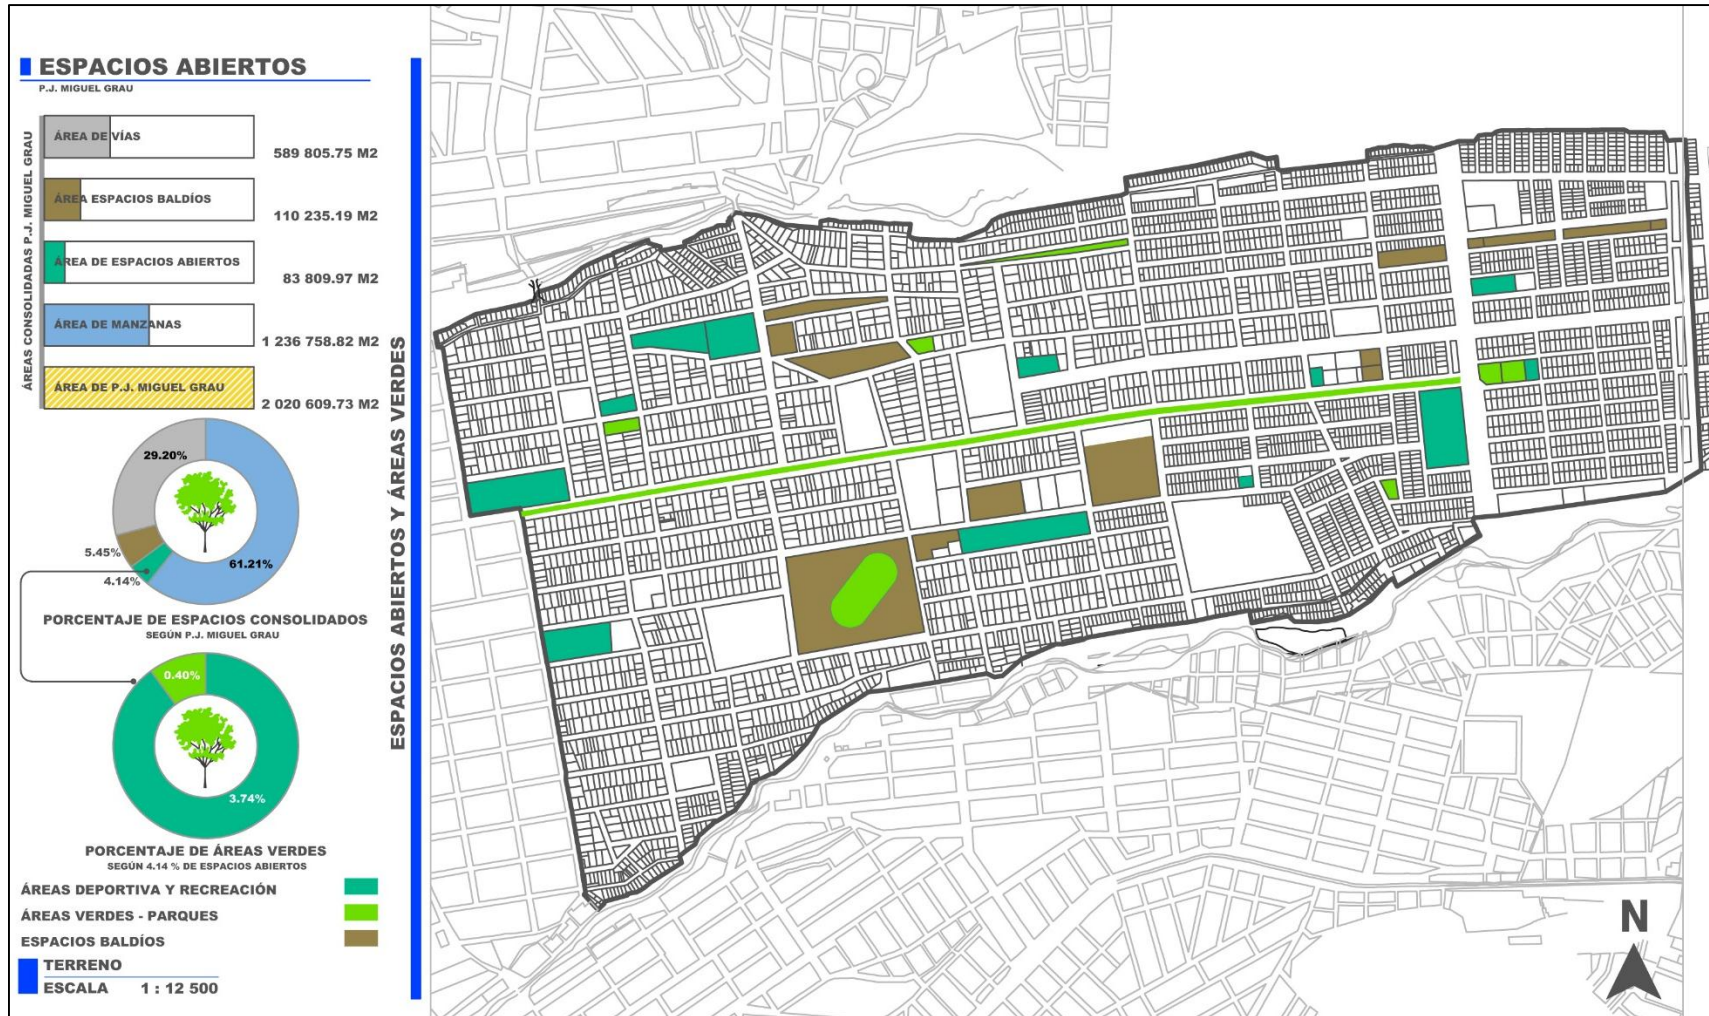 ESPACIOS ABIERTOS
P.J. MIGUEL GRAU
ÁREAS CONSOLIDADAS P.J. MIGUEL GRAU
ÁREA DE VÍAS
589 805.75 M2
ÁREA ESPACIOS BALDÍOS
110 235.19 M2
ÁREA DE ESPACIOS ABIERTOS
83 809.97 M2
ÁREA DE MANZANAS
1 236 758.82 M2
ÁREA DE P.J. MIGUEL GRAU
2 020 609.73 M2
29.20%
5.45%
4.14%
61.21%
PORCENTAJE DE ESPACIOS CONSOLIDADOS
SEGÚN P.J. MIGUEL GRAU
0.40%
3.74%
PORCENTAJE DE ÁREAS VERDES
SEGÚN 4.14 % DE ESPACIOS ABIERTOS
ÁREAS DEPORTIVA Y RECREACIÓN
ÁREAS VERDES - PARQUES
ESPACIOS BALDÍOS
TERRENO
ESCALA 1 : 12 500
ESPACIOS ABIERTOS Y ÁREAS VERDES
N